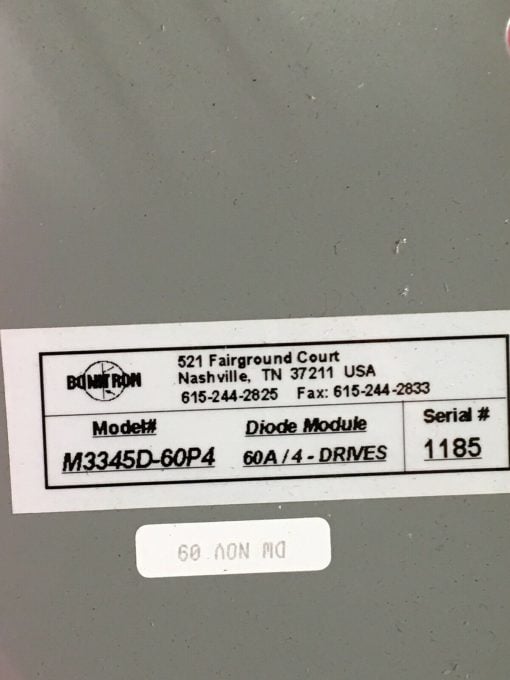 BONITRON
521 Fairground Court
Nashville, TN 37211 USA
615-244-2825 Fax: 615-244-2833
Model#
M3345D-60P4
Diode Module
60A / 4 - DRIVES
Serial #
1185
DW NOV 09